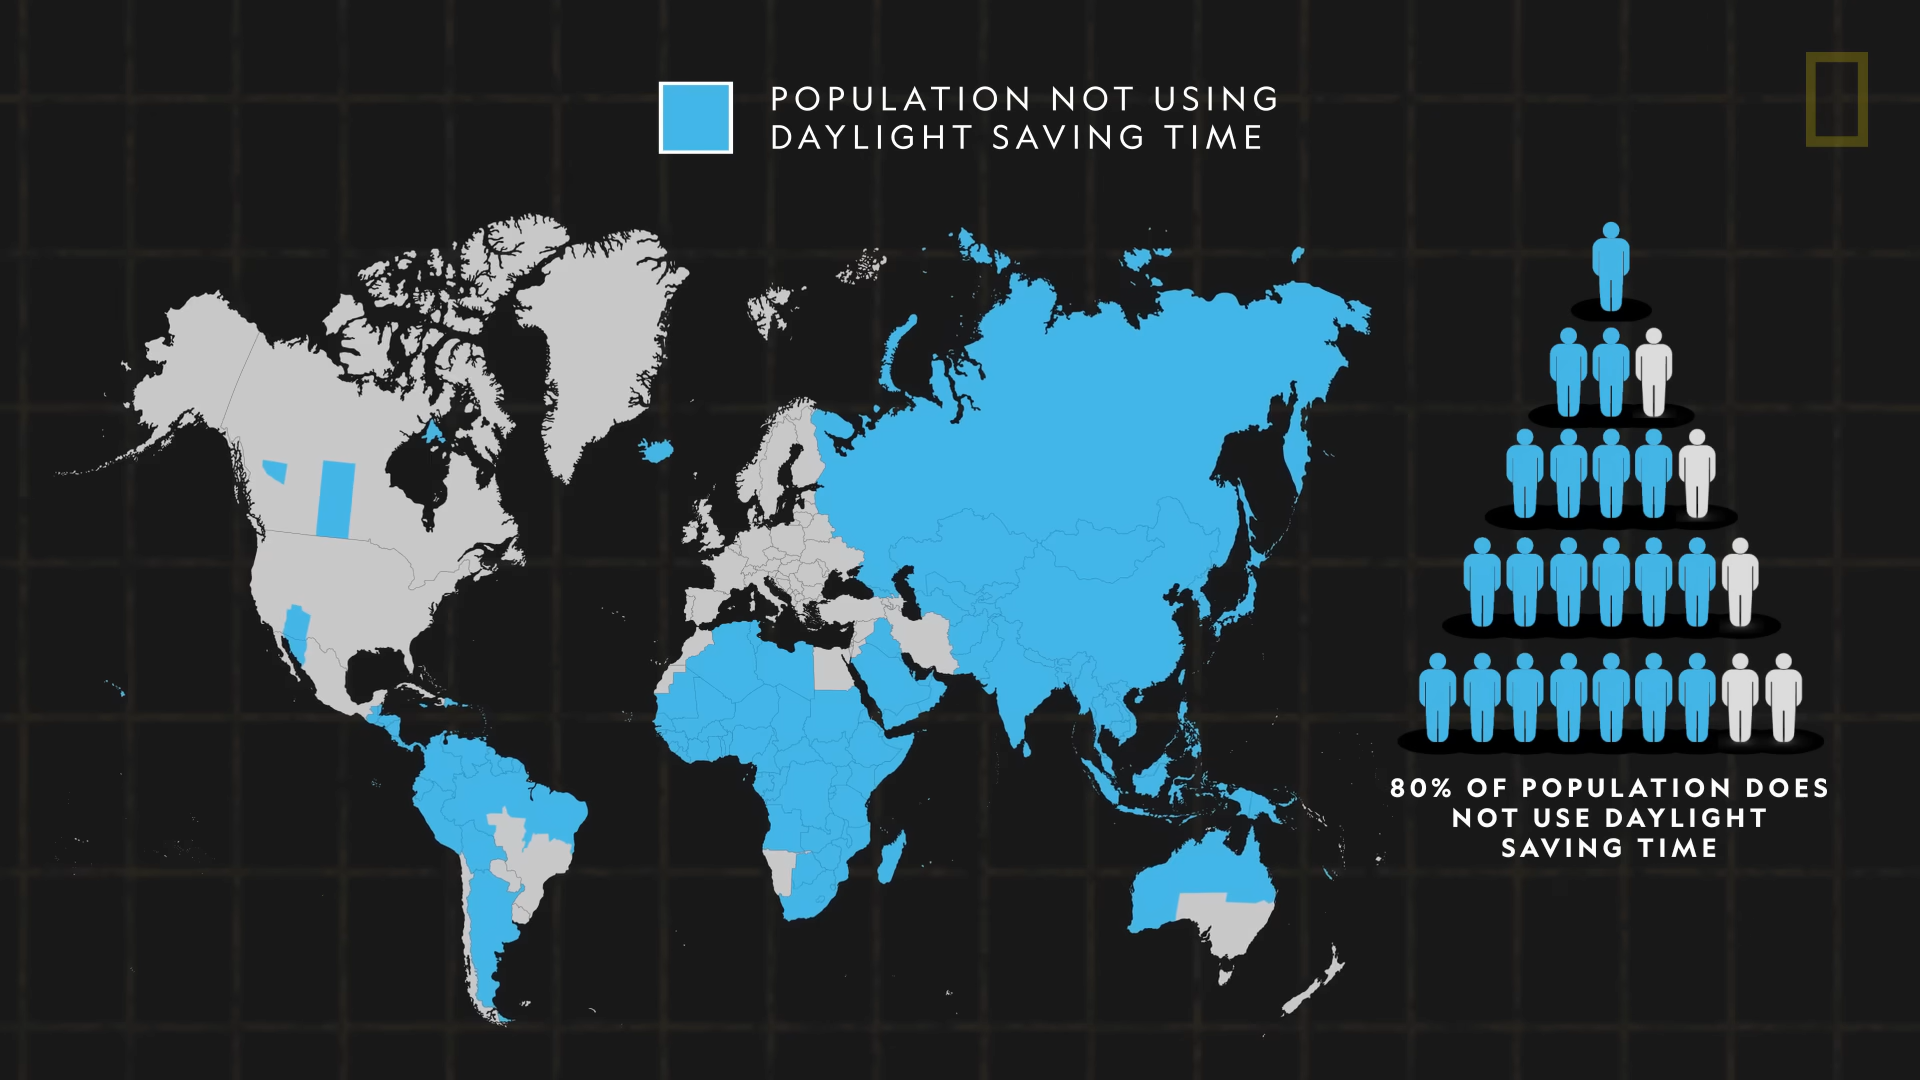 POPULATION NOT USING
DAYLIGHT SAVING TIME
80% OF POPULATION DOES
NOT USE DAYLIGHT
SAVING TIME